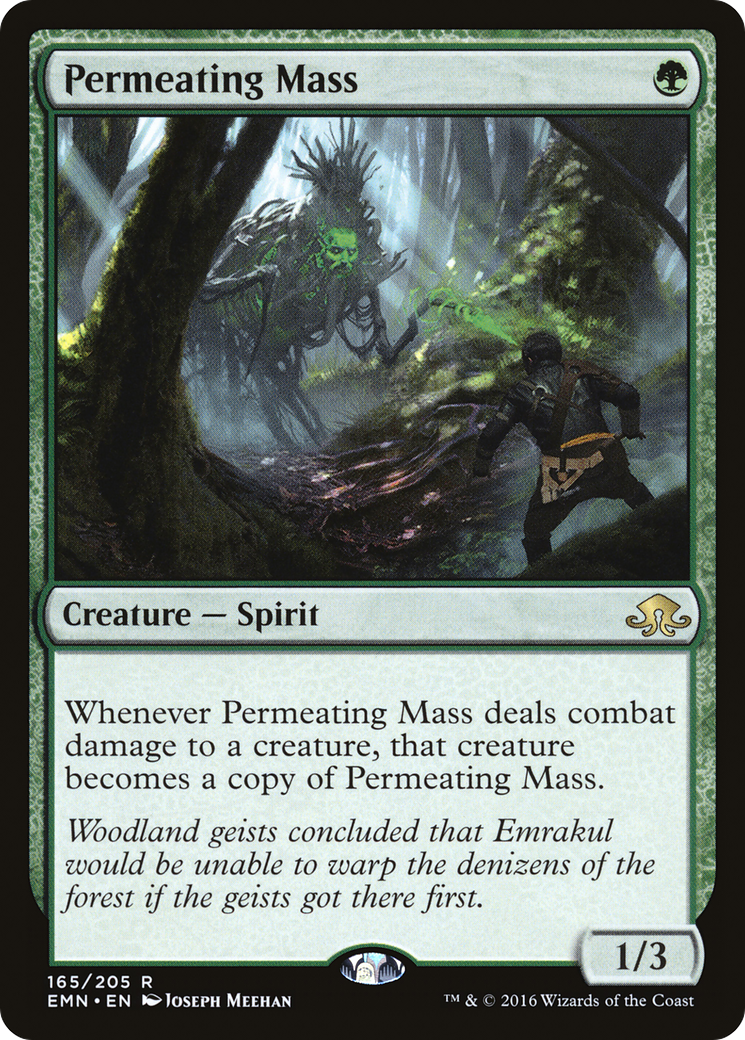 Permeating Mass
Creature — Spirit
Whenever Permeating Mass deals combat
damage to a creature, that creature
becomes a copy of Permeating Mass.
Woodland geists concluded that Emrakul
would be unable to warp the denizens of the
forest if the geists got there first.
1/3
165/205 R
EMN • EN Joseph Meehan
™ & © 2016 Wizards of the Coast